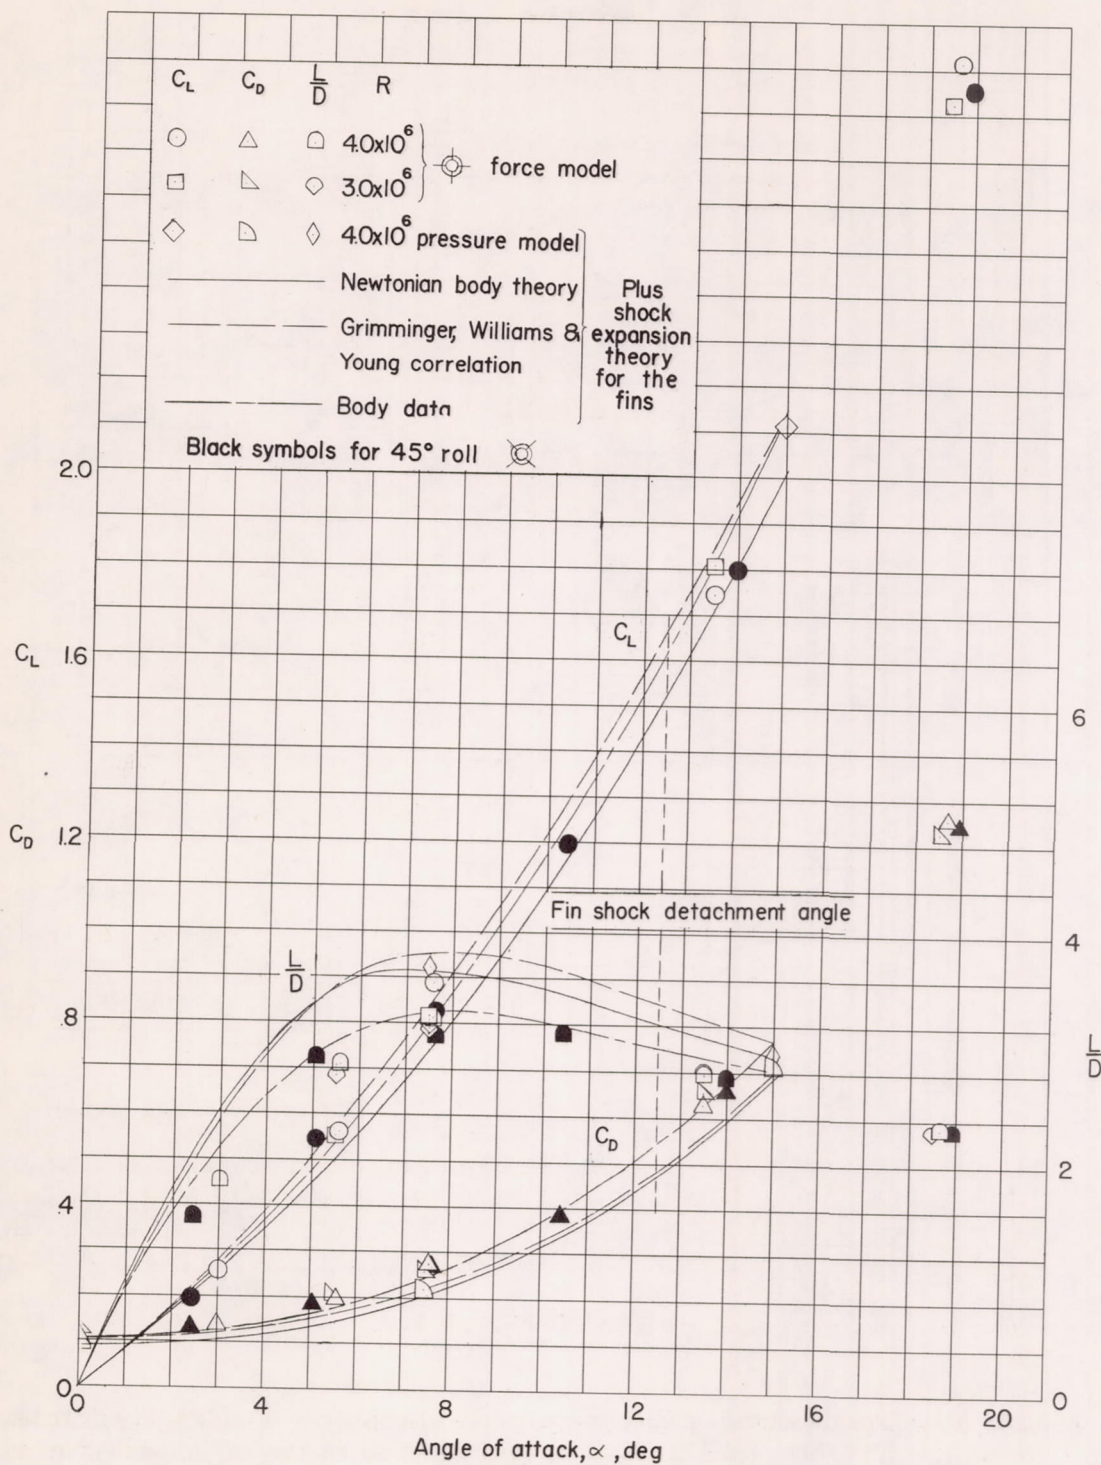 C_L C_D L/D R
4.0x10^6
3.0x10^6
force model
4.0x10^6 pressure model
Newtonian body theory
Grimminger, Williams &
Young correlation
Body data
Plus
shock
expansion
theory
for the
fins
Black symbols for 45° roll
2.0
C_L 1.6
C_D 1.2
.8
.4
0
C_L
6
Fin shock detachment angle
4
L/D
L/D
C_D
2
0
0 4 8 12 16 20
Angle of attack, ∝, deg